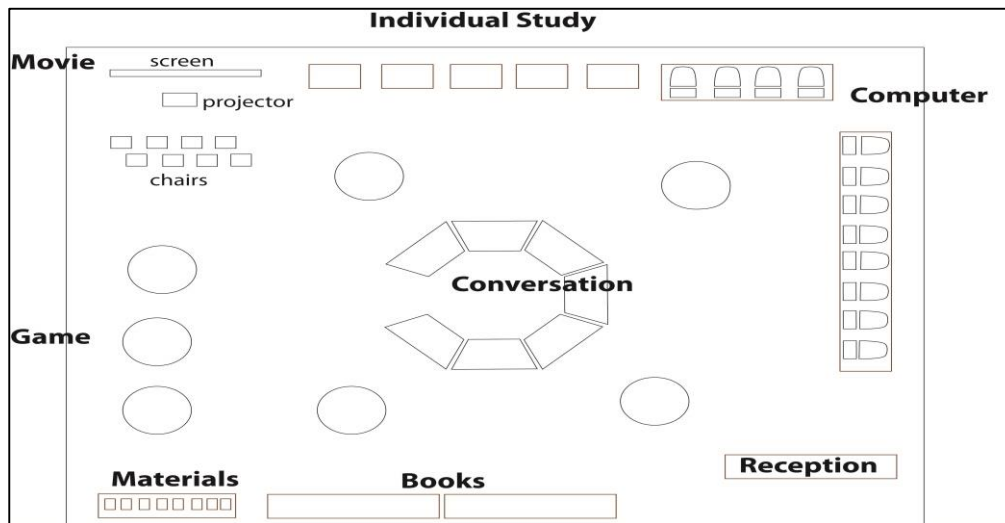 Individual Study
Movie
screen
projector
Computer
chairs
Conversation
Game
Reception
Materials
Books